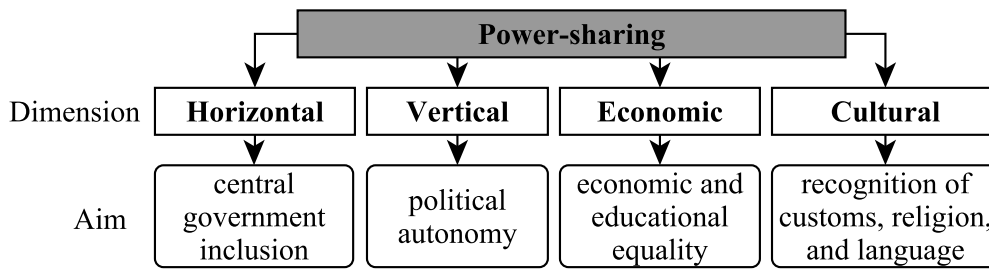 Power-sharing
Dimension
Horizontal
Vertical
Economic
Cultural
Aim
central
government
inclusion
political
autonomy
economic and
educational
equality
recognition of
customs, religion,
and language